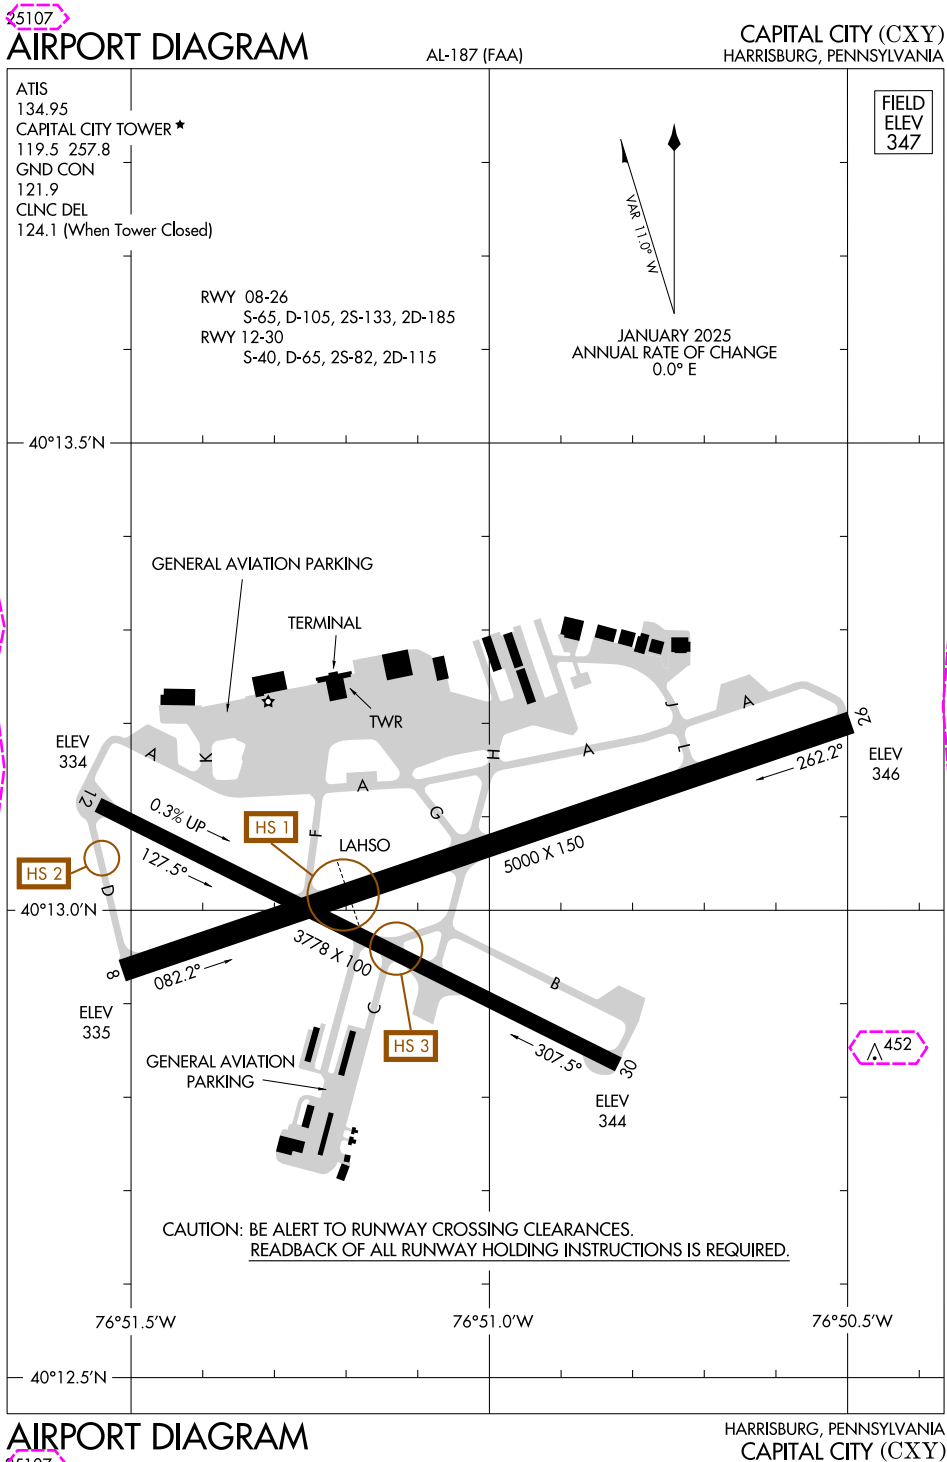 25107
AIRPORT DIAGRAM
AL-187 (FAA)
CAPITAL CITY (CXY)
HARRISBURG, PENNSYLVANIA
ATIS
134.95
CAPITAL CITY TOWER ★
119.5 257.8
GND CON
121.9
CLNC DEL
124.1 (When Tower Closed)
FIELD
ELEV
347
VAR 11.0° W
JANUARY 2025
ANNUAL RATE OF CHANGE
0.0° E
RWY 08-26
S-65, D-105, 2S-133, 2D-185
RWY 12-30
S-40, D-65, 2S-82, 2D-115
40°13.5'N
GENERAL AVIATION PARKING
TERMINAL
TWR
J
A
26
ELEV
334
A
K
H
A
L
262.2°
ELEV
346
A
12
0.3% UP
HS 1
F
G
LAHSO
5000 X 150
127.5°
HS 2
D
40°13.0'N
3778 X 100
8
082.2°
B
C
ELEV
335
HS 3
307.5°
30
452
GENERAL AVIATION
PARKING
ELEV
344
CAUTION: BE ALERT TO RUNWAY CROSSING CLEARANCES.
READBACK OF ALL RUNWAY HOLDING INSTRUCTIONS IS REQUIRED.
76°51.5'W
76°51.0'W
76°50.5'W
40°12.5'N
AIRPORT DIAGRAM
HARRISBURG, PENNSYLVANIA
CAPITAL CITY (CXY)
25107